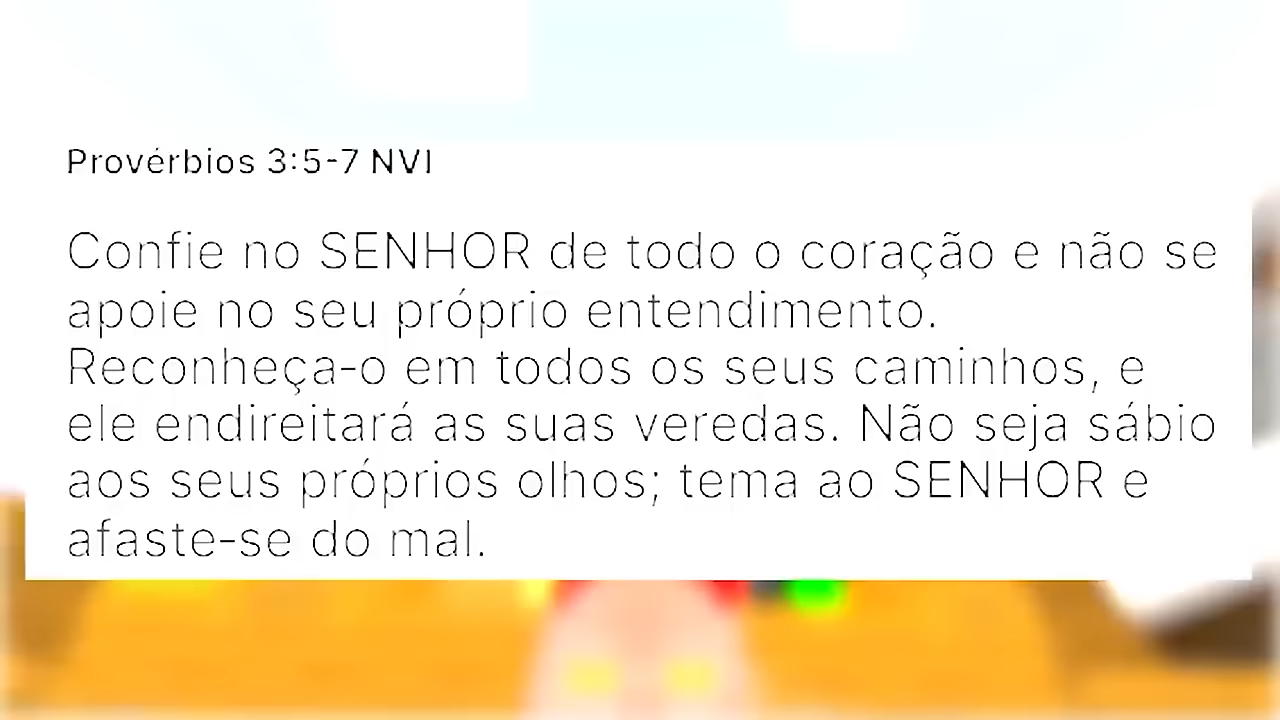 Provérbios 3:5-7 NVI
Confie no SENHOR de todo o coração e não se
apoie no seu próprio entendimento.
Reconheça-o em todos os seus caminhos, e
ele endireitará as suas veredas. Não seja sábio
aos seus próprios olhos; tema ao SENHOR e
afaste-se do mal.